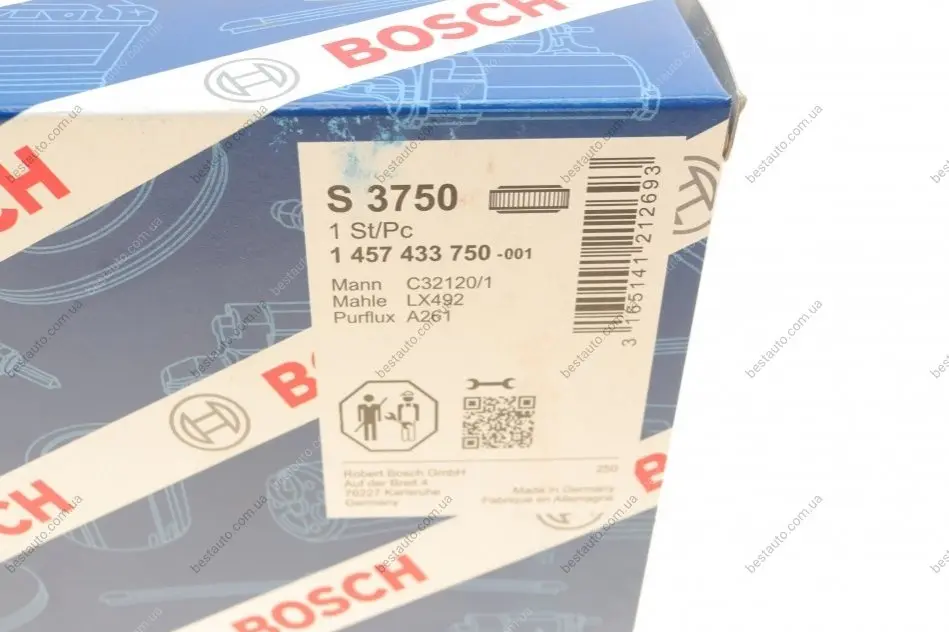 BOSCH
BOSCH
S 3750
1 St/Pc
1 457 433 750 -001
Mann C32120/1
Mahle LX492
Purflux A261
3 165141 212693
BOSCH
Robert Bosch GmbH
Auf der Breit 4
76227 Karlsruhe
Germany
250
Made in Germany
Fabriqué en Allemagne
BOSCH
BOSCH
bestauto.com.ua